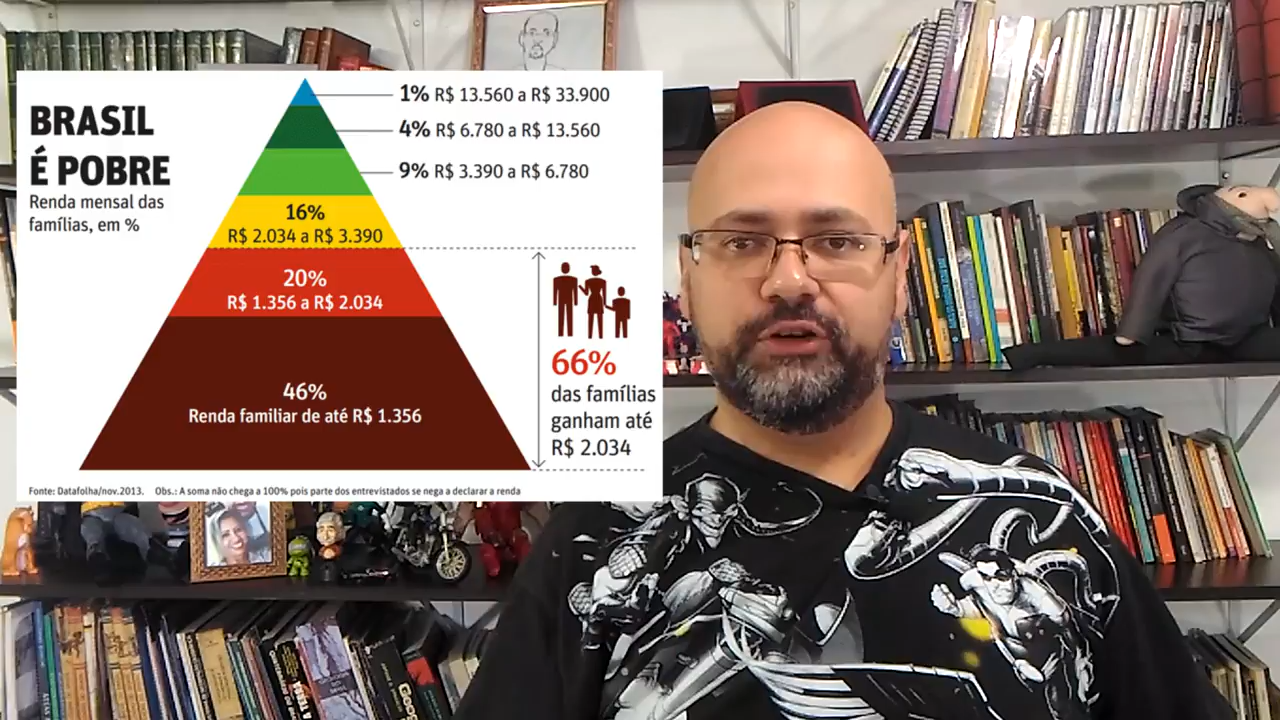 BRASIL
É POBRE
Renda mensal das
famílias, em %
1% R$ 13.560 a R$ 33.900
4% R$ 6.780 a R$ 13.560
9% R$ 3.390 a R$ 6.780
16%
R$ 2.034 a R$ 3.390
20%
R$ 1.356 a R$ 2.034
46%
Renda familiar de até R$ 1.356
66%
das famílias
ganham até
R$ 2.034
Fonte: Datafolha/nov.2013. Obs.: A soma não chega a 100% pois parte dos entrevistados se nega a declarar a renda